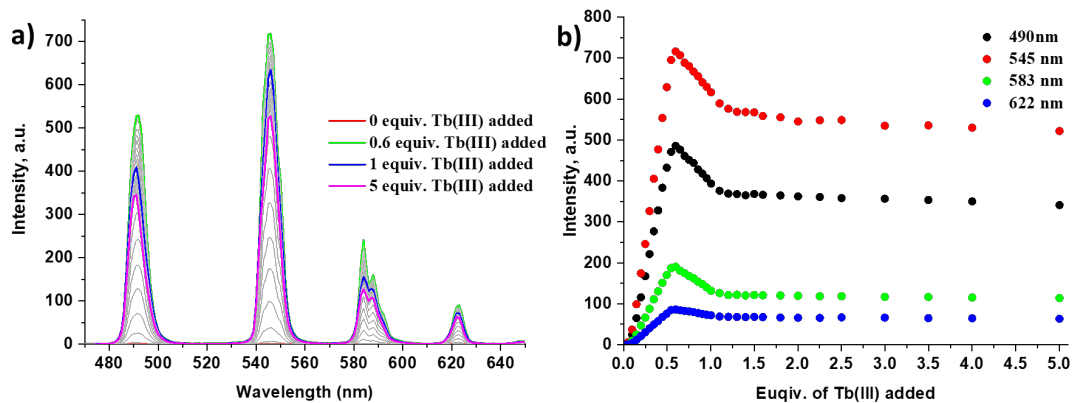 a)
700
600
500
400
300
200
100
0
Intensity, a.u.
480 500 520 540 560 580 600 620 640
Wavelength (nm)
0 equiv. Tb(III) added
0.6 equiv. Tb(III) added
1 equiv. Tb(III) added
5 equiv. Tb(III) added
b)
800
700
600
500
400
300
200
100
0
Intensity, a.u.
0.0 0.5 1.0 1.5 2.0 2.5 3.0 3.5 4.0 4.5 5.0
Euqiv. of Tb(III) added
490nm
545 nm
583 nm
622 nm